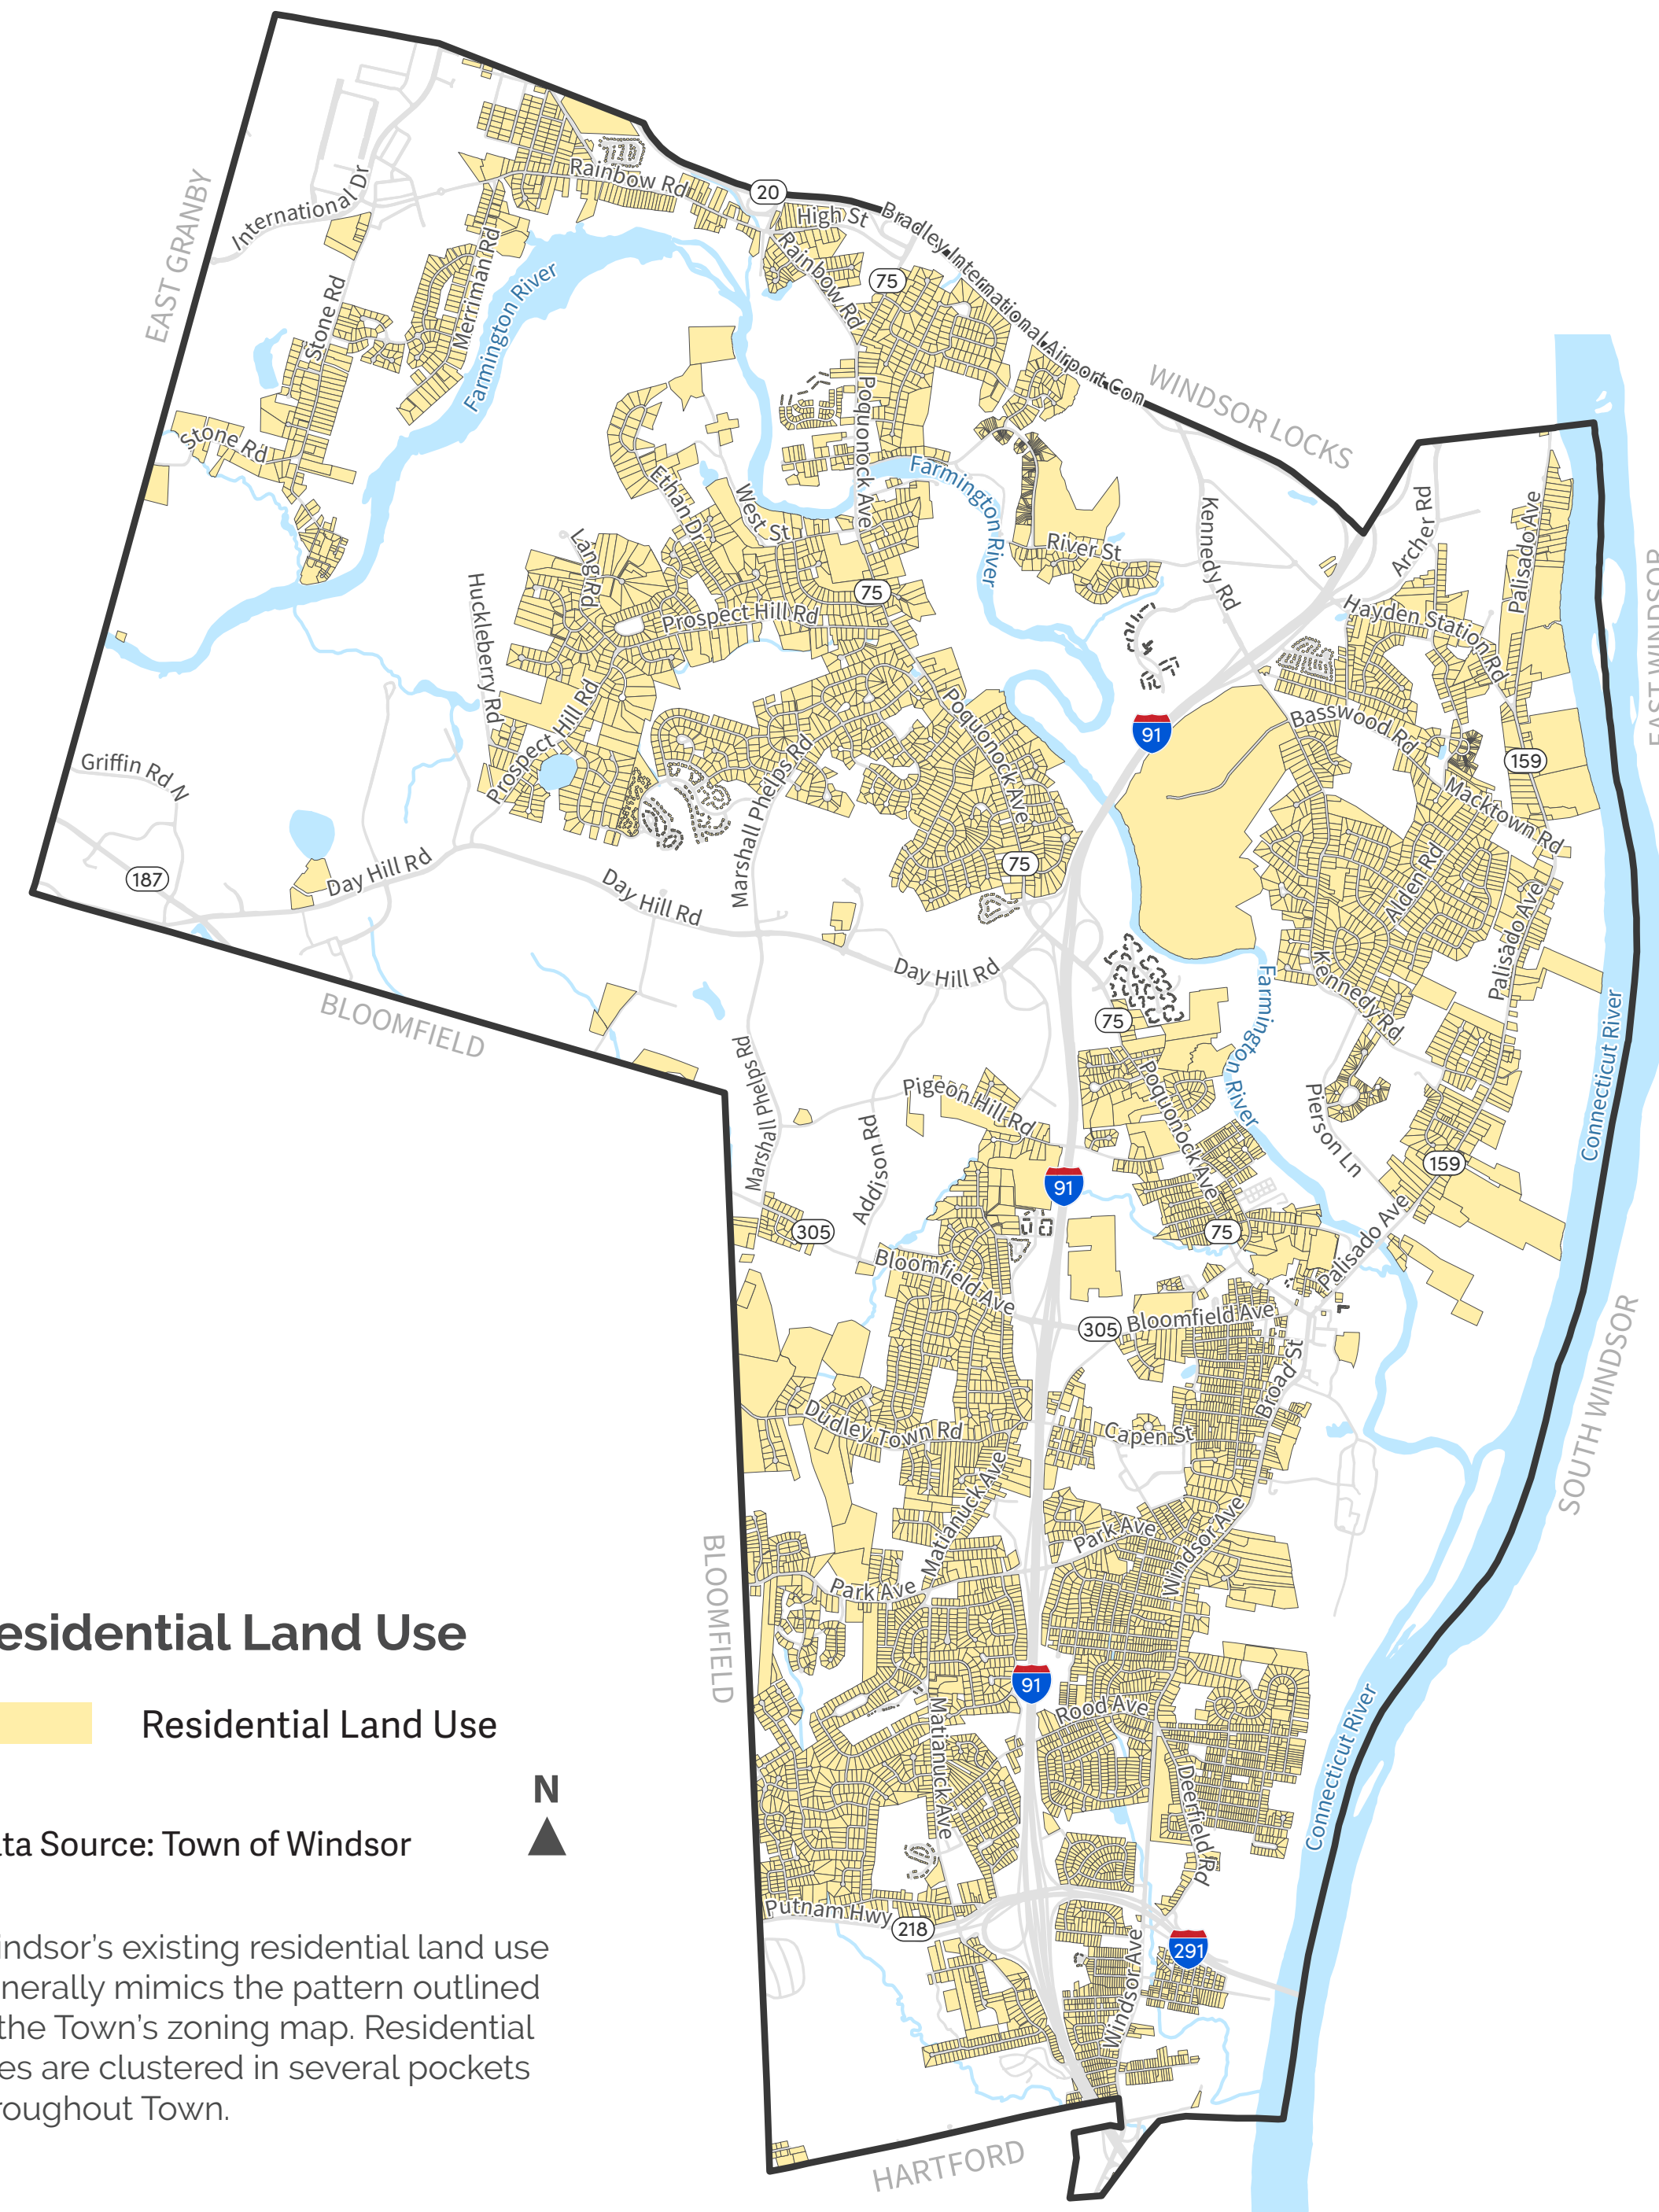 International Dr
Rainbow Rd
20
High St
Bradley International Airport Con
EAST GRANBY
Merriman Rd
Stone Rd
Farmington River
Rainbow Rd
75
WINDSOR LOCKS
Stone Rd
Poquonock Ave
Farmington River
Ethan Dr
West St
Lang Rd
River St
Kennedy Rd
Archer Rd
Palisado Ave
EAST WINDSOR
Huckleberry Rd
75
Prospect Hill Rd
Hayden Station Rd
Prospect Hill Rd
Poquonock Ave
91
Basswood Rd
159
Griffin Rd N
Marshall Phelps Rd
Macktown Rd
187
Day Hill Rd
Day Hill Rd
75
Alden Rd
Palisado Ave
Day Hill Rd
Kennedy Rd
Farmington River
75
BLOOMFIELD
Marshall Phelps Rd
Pigeon Hill Rd
Addison Rd
Poquonock Ave
Pierson Ln
Connecticut River
159
91
305
75
Bloomfield Ave
Palisado Ave
305
Bloomfield Ave
Broad St
SOUTH WINDSOR
Dudley Town Rd
Capen St
Matianuck Ave
Park Ave
Windsor Ave
BLOOMFIELD
Park Ave
esidential Land Use
91
Rood Ave
Residential Land Use
Matianuck Ave
Deerfield Rd
Connecticut River
N
ta Source: Town of Windsor
Putnam Hwy
218
291
Windsor Ave
indsor's existing residential land use
nerally mimics the pattern outlined
the Town's zoning map. Residential
es are clustered in several pockets
roughout Town.
HARTFORD